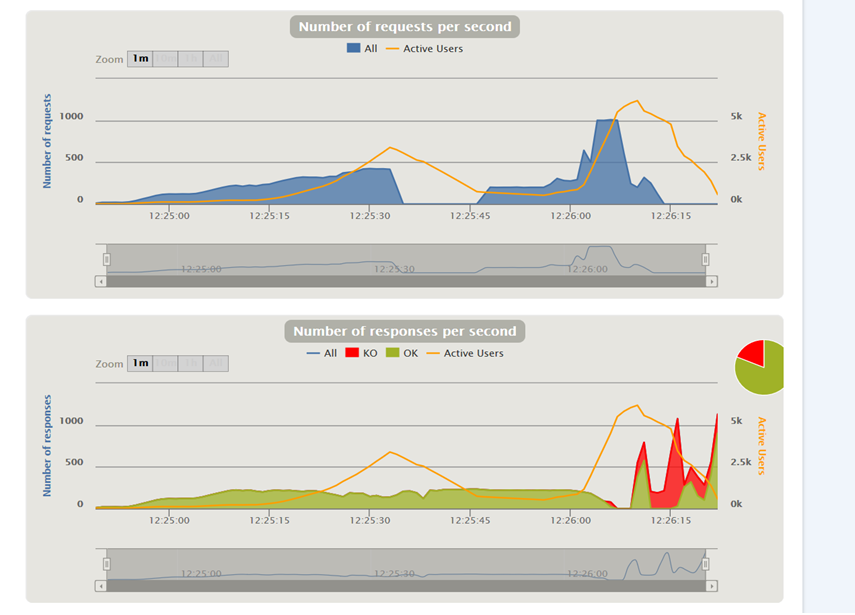 Number of requests per second
All Active Users
Zoom 1m 10m 1h All
Number of requests
1000
500
0
5k
2.5k
0k
Active Users
12:25:00 12:25:15 12:25:30 12:25:45 12:26:00 12:26:15
12:25:00 12:25:30 12:26:00
Number of responses per second
All KO OK Active Users
Zoom 1m 10m 1h All
Number of responses
1000
500
0
5k
2.5k
0k
Active Users
12:25:00 12:25:15 12:25:30 12:25:45 12:26:00 12:26:15
12:25:00 12:25:30 12:26:00